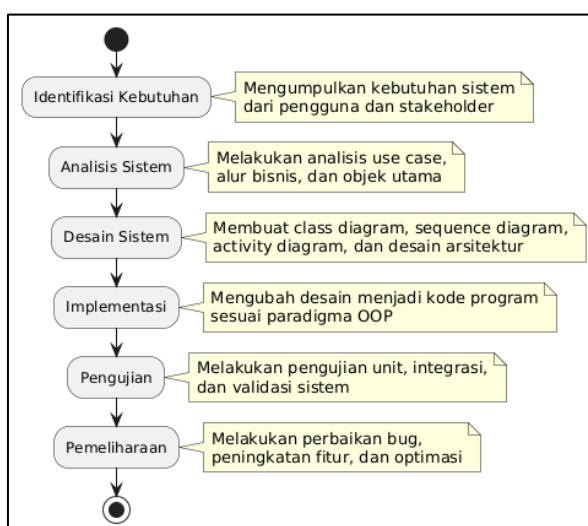 Identifikasi Kebutuhan
Mengumpulkan kebutuhan sistem
dari pengguna dan stakeholder
Analisis Sistem
Melakukan analisis use case,
alur bisnis, dan objek utama
Desain Sistem
Membuat class diagram, sequence diagram,
activity diagram, dan desain arsitektur
Implementasi
Mengubah desain menjadi kode program
sesuai paradigma OOP
Pengujian
Melakukan pengujian unit, integrasi,
dan validasi sistem
Pemeliharaan
Melakukan perbaikan bug,
peningkatan fitur, dan optimasi